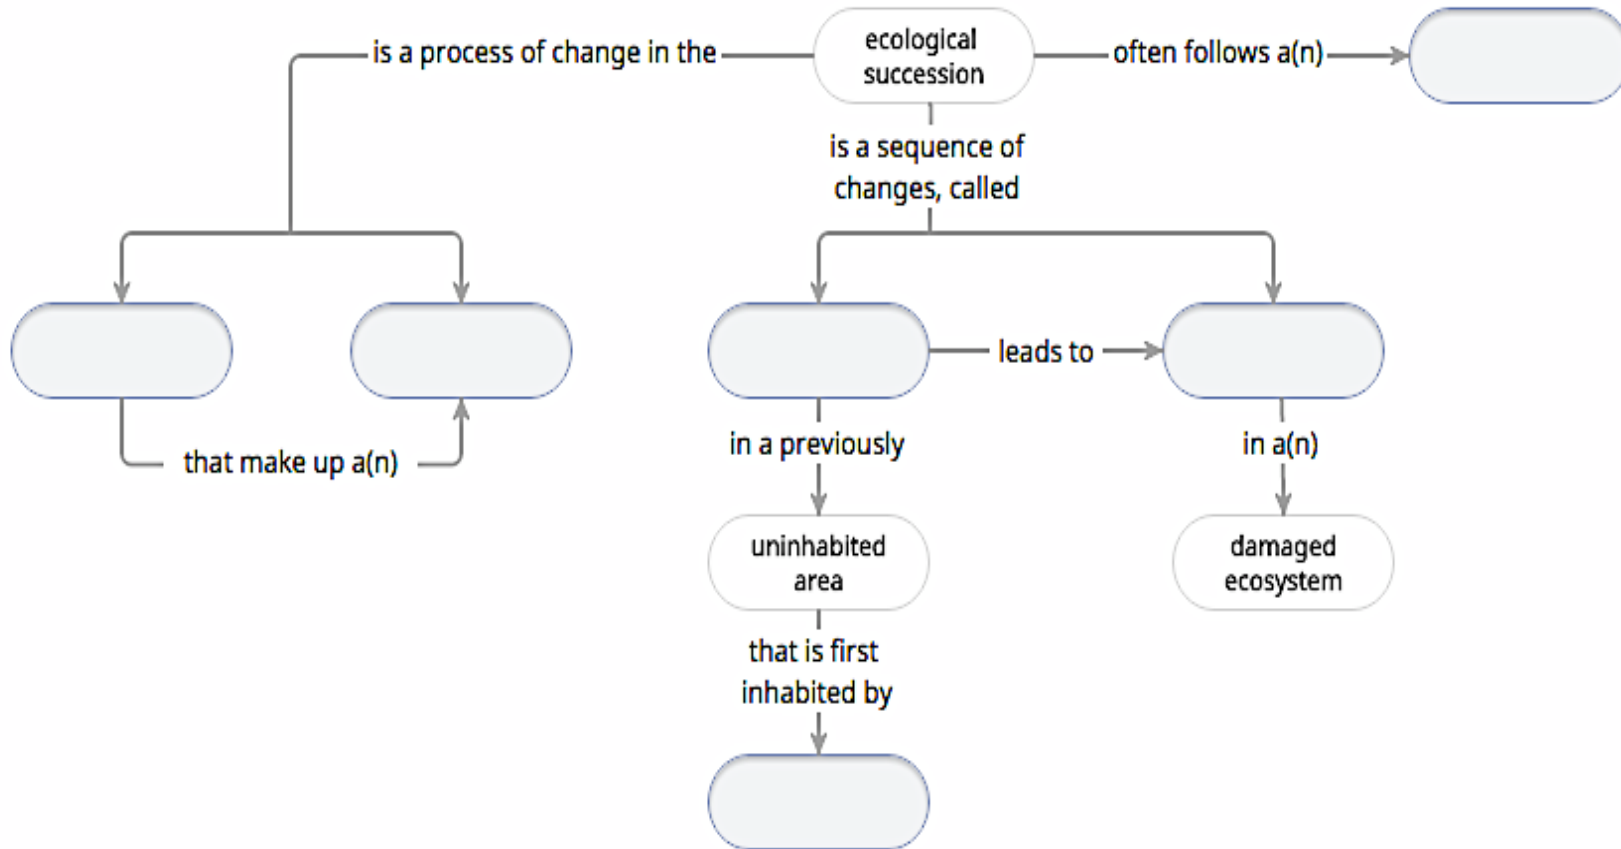 is a process of change in the
ecological
succession
often follows a(n)
is a sequence of
changes, called
leads to
that make up a(n)
in a previously
in a(n)
uninhabited
area
damaged
ecosystem
that is first
inhabited by